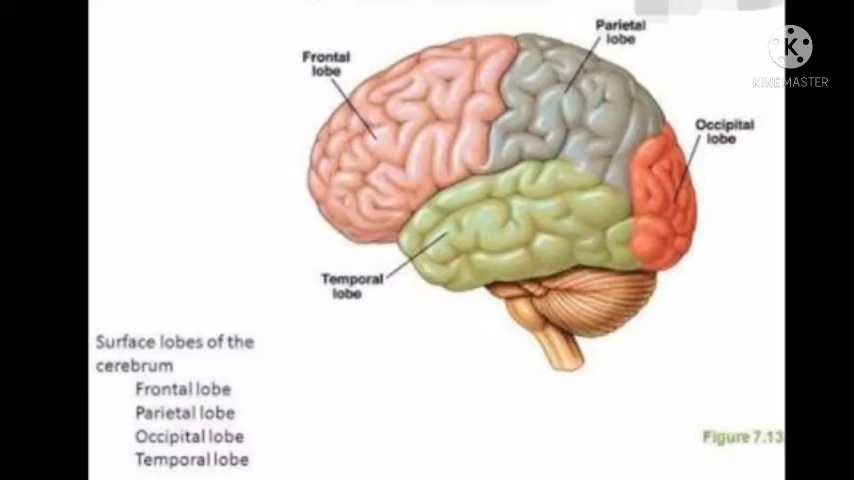 Parietal
lobe
Frontal
lobe
K
KINEMASTER
Occipital
lobe
Temporal
lobe
Surface lobes of the
cerebrum
Frontal lobe
Parietal lobe
Occipital lobe
Temporal lobe
Figure 7.13